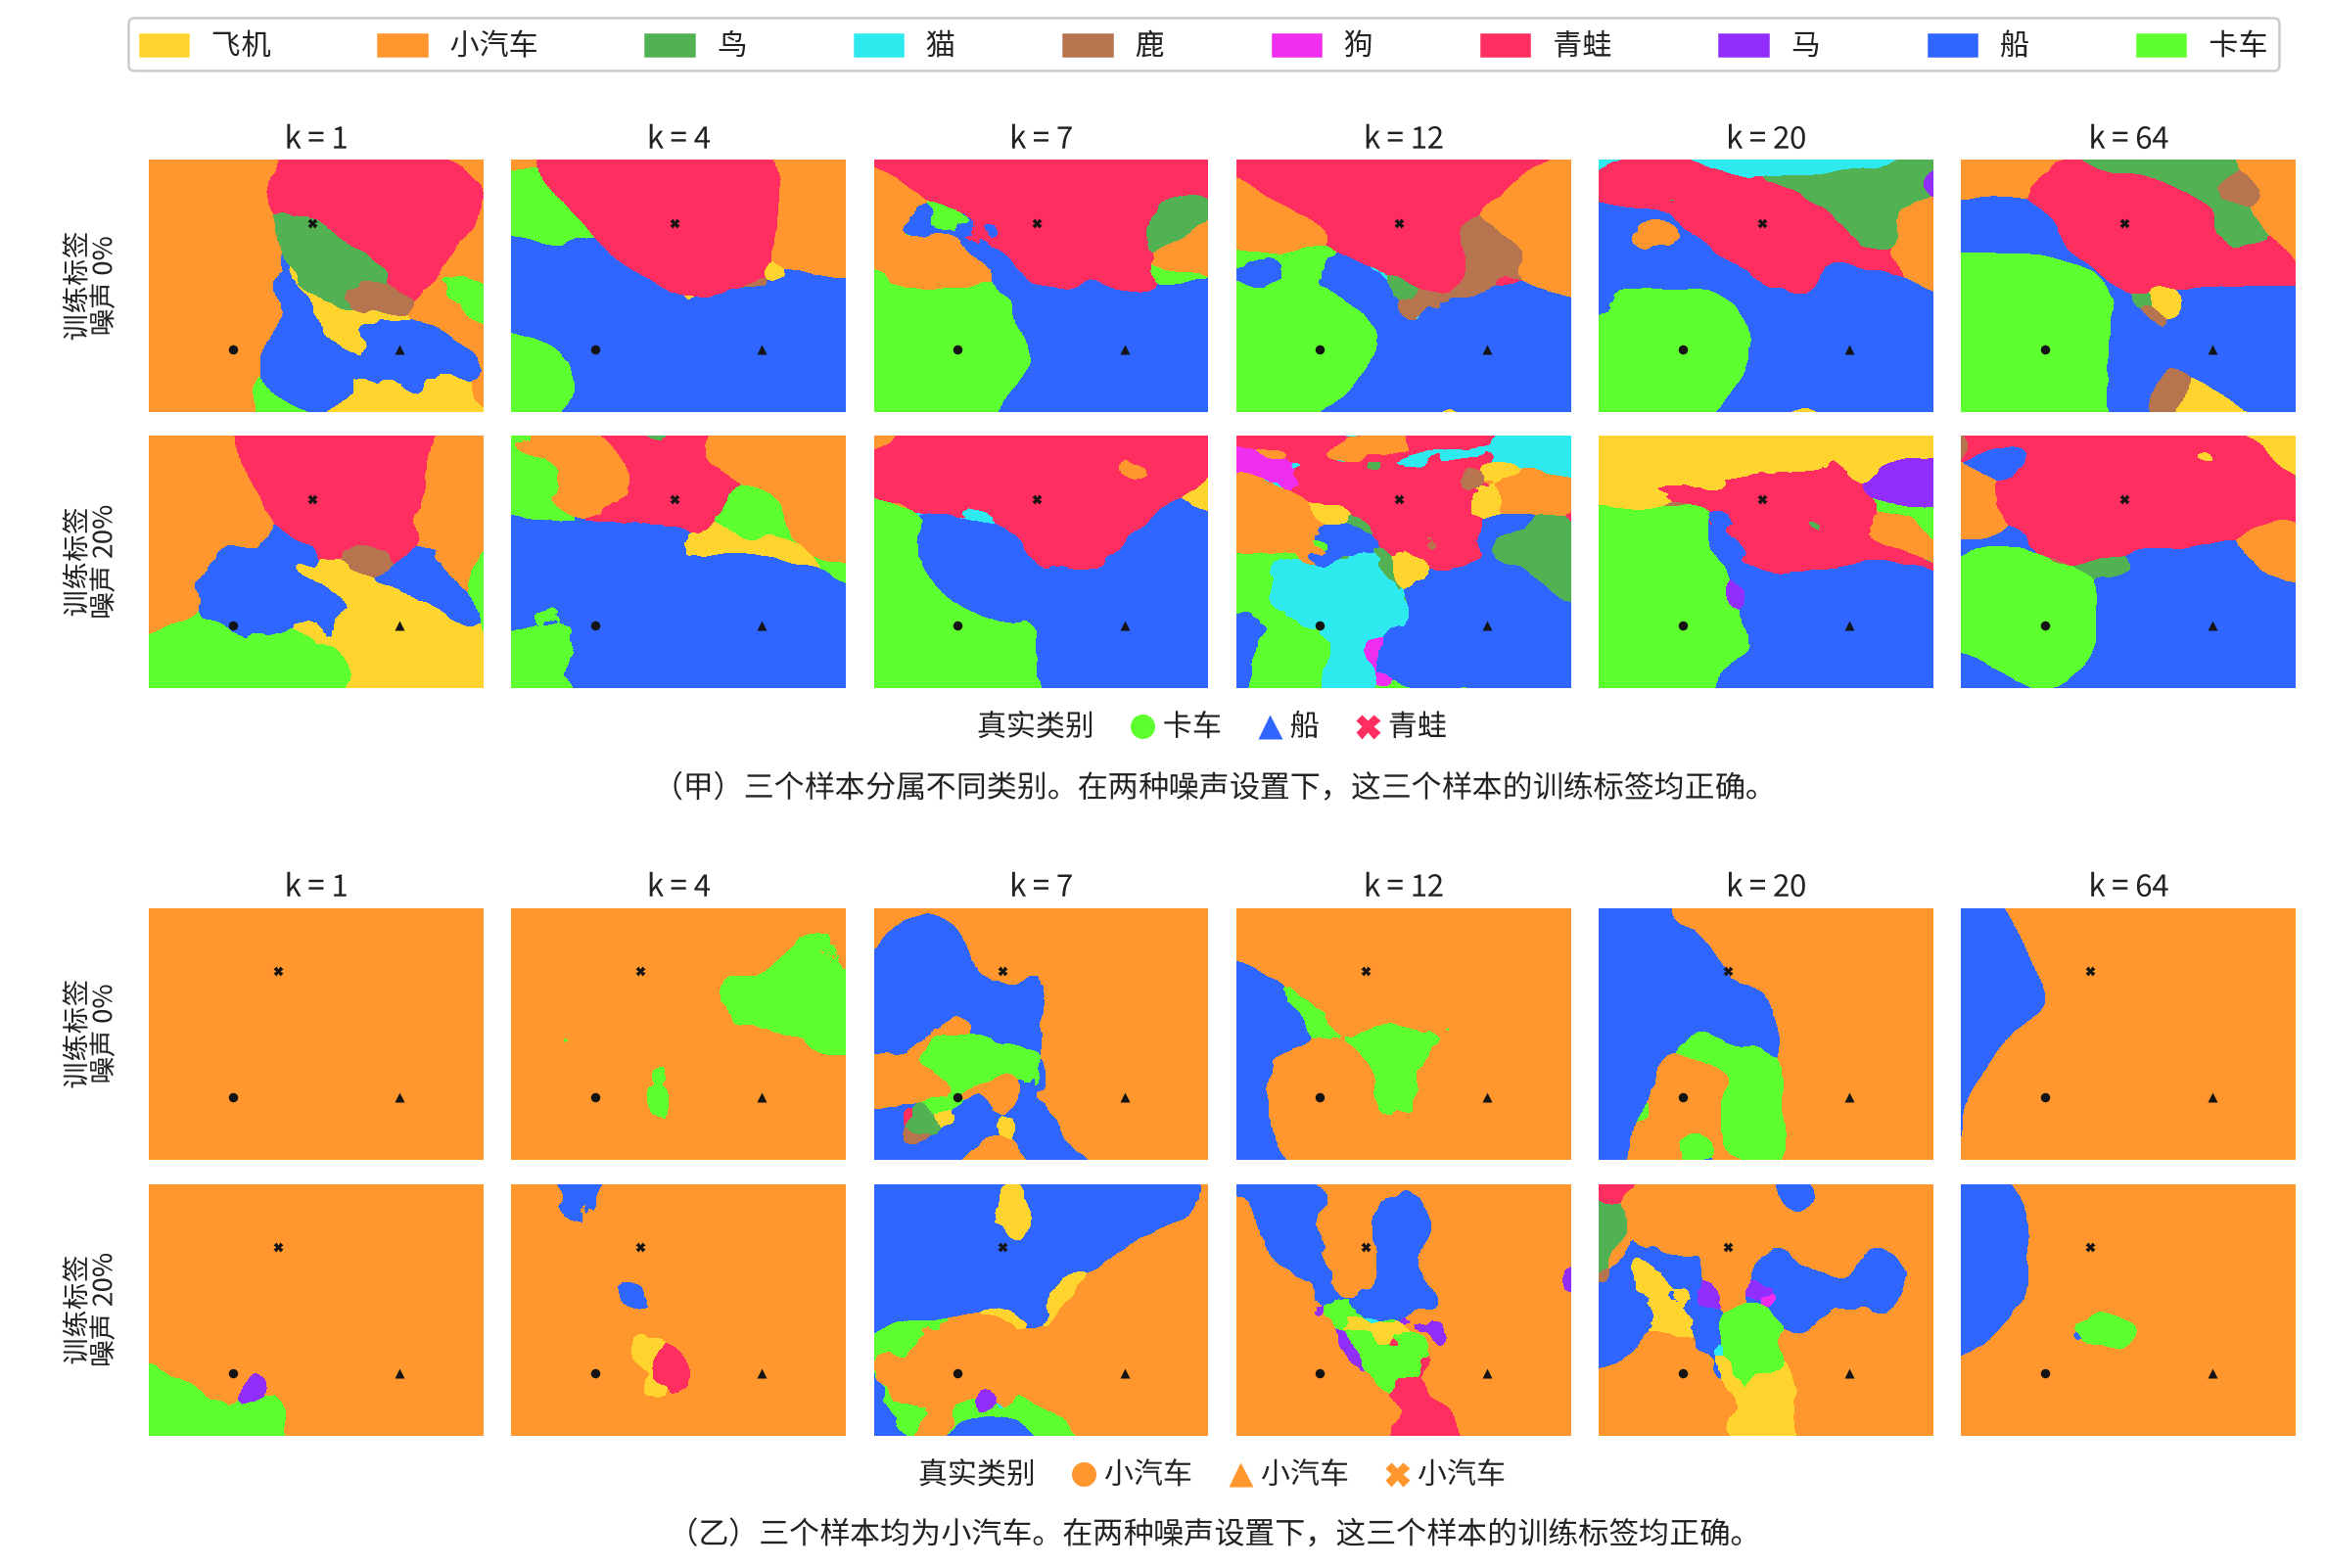 飞机 小汽车 鸟 猫 鹿 狗 青蛙 马 船 卡车
k = 1 k = 4 k = 7 k = 12 k = 20 k = 64
训练标签
噪声 0%
训练标签
噪声 20%
真实类别 卡车 船 青蛙
（甲）三个样本分属不同类别。在两种噪声设置下，这三个样本的训练标签均正确。
k = 1 k = 4 k = 7 k = 12 k = 20 k = 64
训练标签
噪声 0%
训练标签
噪声 20%
真实类别 小汽车 小汽车 小汽车
（乙）三个样本均为小汽车。在两种噪声设置下，这三个样本的训练标签均正确。